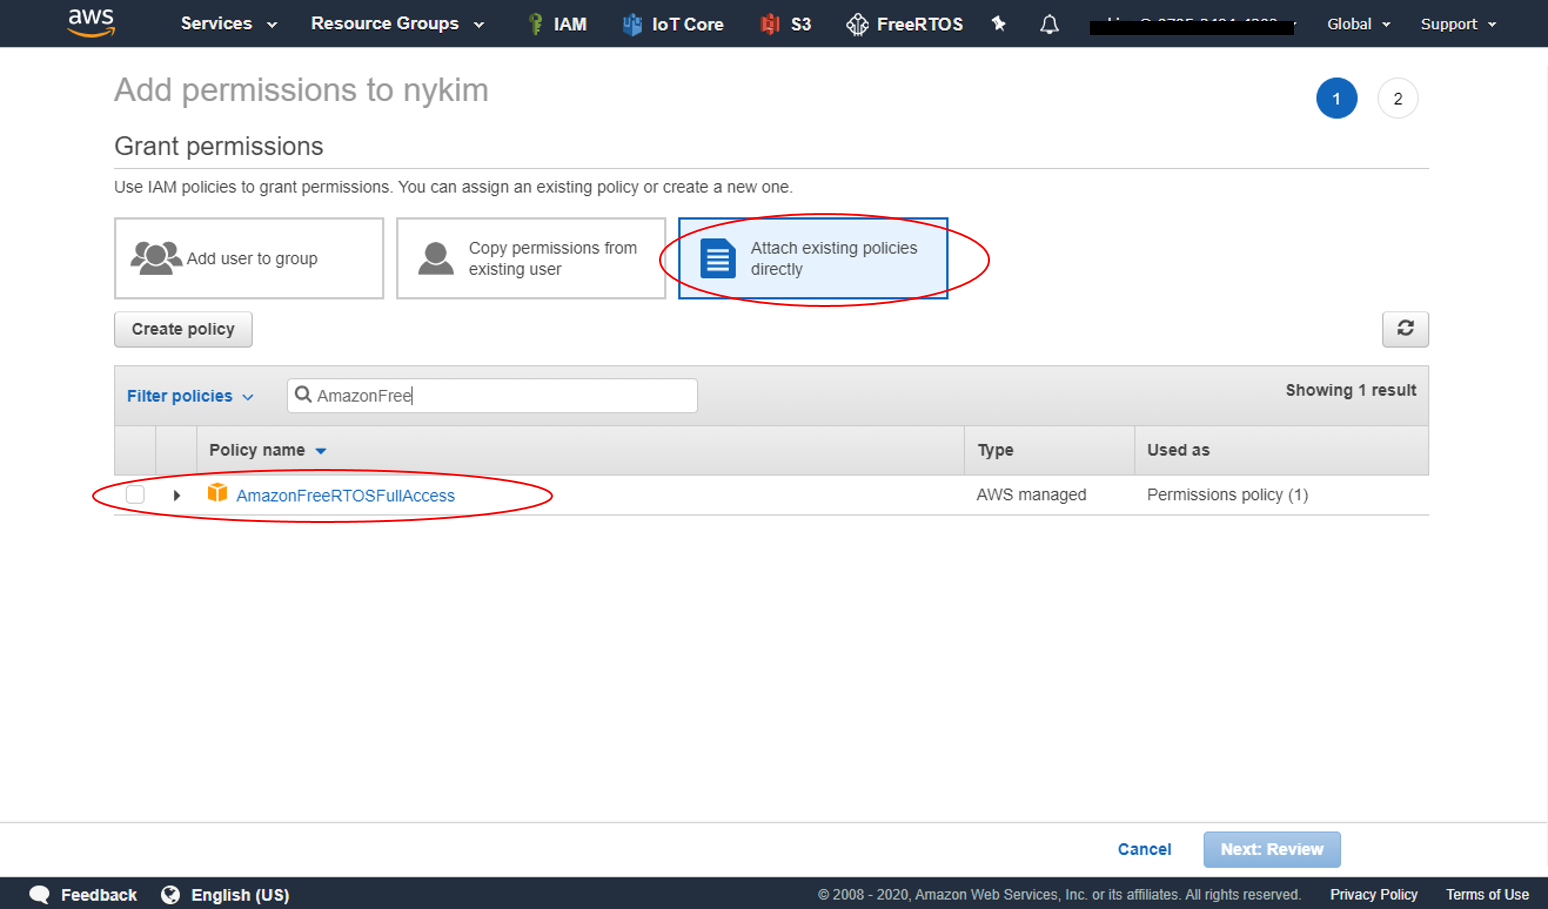 aws Services Resource Groups IAM IoT Core S3 FreeRTOS Global Support
Add permissions to nykim
1 2
Grant permissions
Use IAM policies to grant permissions. You can assign an existing policy or create a new one.
Add user to group
Copy permissions from
existing user
Attach existing policies
directly
Create policy
Filter policies AmazonFree Showing 1 result
Policy name Type Used as
AmazonFreeRTOSFullAccess AWS managed Permissions policy (1)
Cancel Next: Review
Feedback English (US) © 2008 - 2020, Amazon Web Services, Inc. or its affiliates. All rights reserved. Privacy Policy Terms of Use